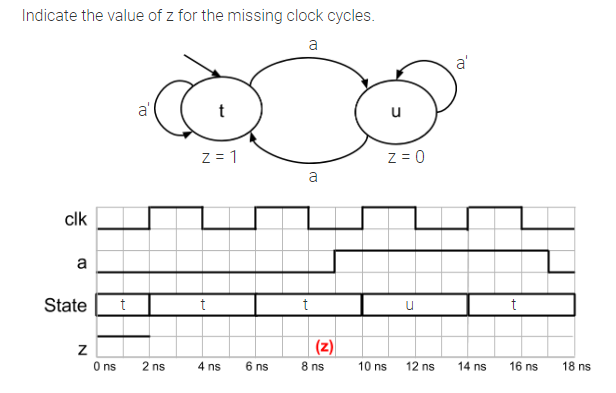 Indicate the value of z for the missing clock cycles.
a
a'
a' t u
z = 1 z = 0
a
clk
a
State t t t u t
z (z)
0 ns 2 ns 4 ns 6 ns 8 ns 10 ns 12 ns 14 ns 16 ns 18 ns